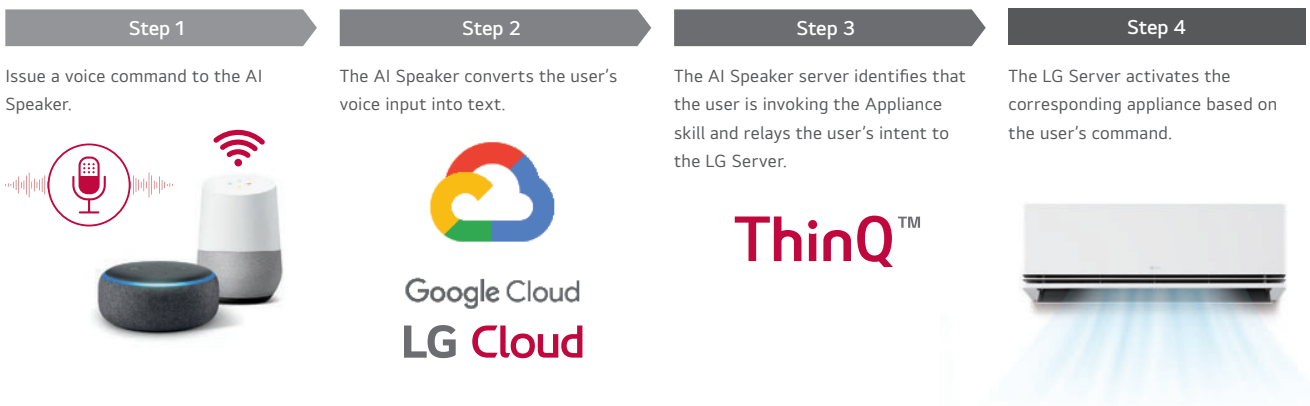 Step 1
Issue a voice command to the AI
Speaker.
Step 2
The AI Speaker converts the user's
voice input into text.
Google Cloud
LG Cloud
Step 3
The AI Speaker server identifies that
the user is invoking the Appliance
skill and relays the user's intent to
the LG Server.
ThinQ™
Step 4
The LG Server activates the
corresponding appliance based on
the user's command.